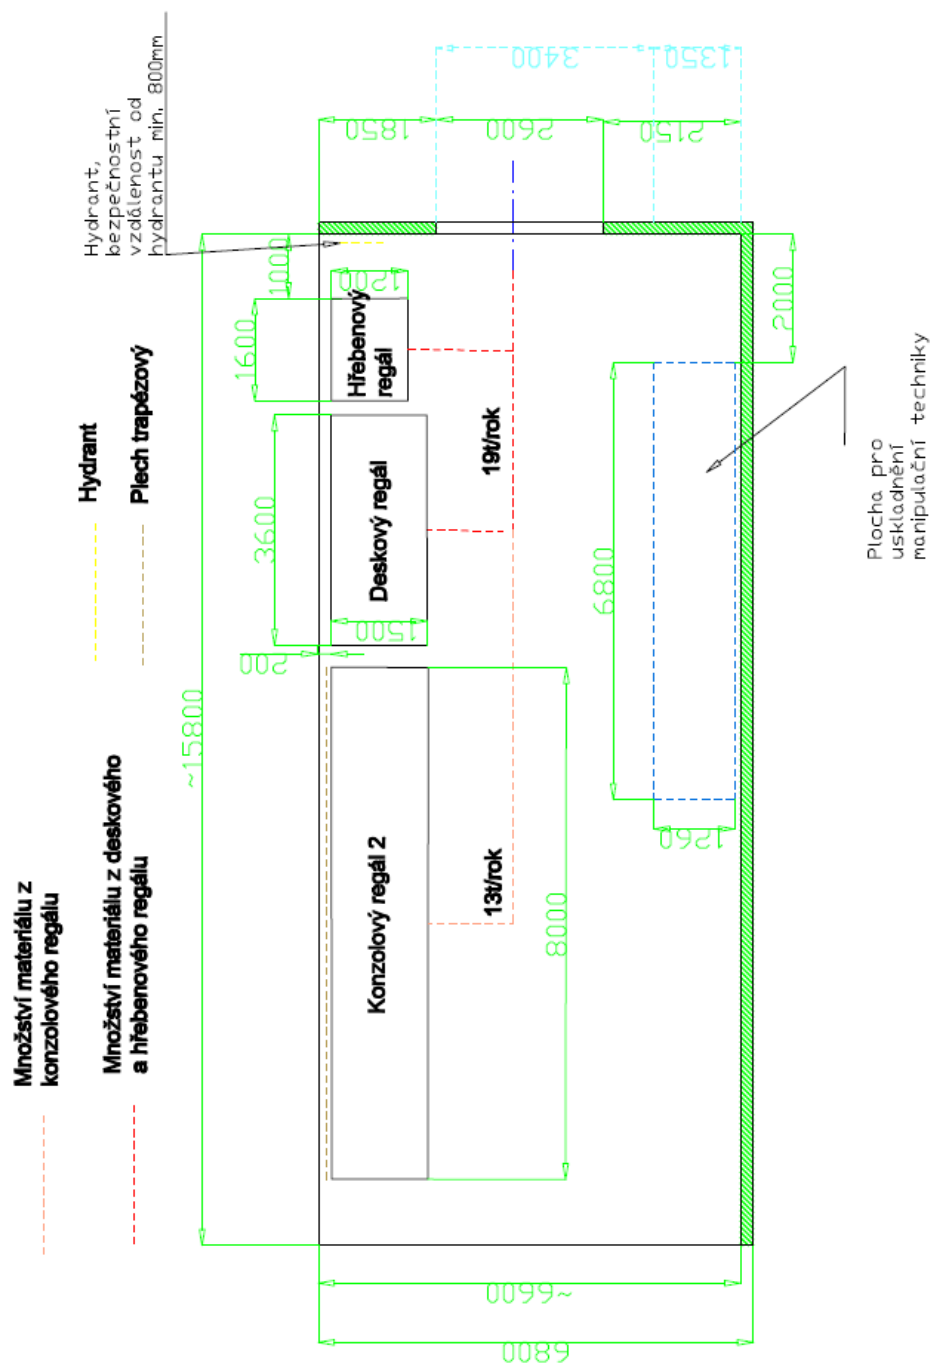 Množství materiálu z
konzolového regálu
Množství materiálu z deskového
a hřebenového regálu
Hydrant
Plech trapézový
Hydrant,
bezpečnostní
vzdálenost od
hydrantu min. 800mm
~15800
1000
1600
1200
3600
1500
200
8000
Hřebenový
regál
Deskový regál
Konzolový regál 2
19t/rok
13t/rok
1850
2600
2150
3400
1350
2000
6800
1260
Plocha pro
uskladnění
manipulační techniky
~6600
6800